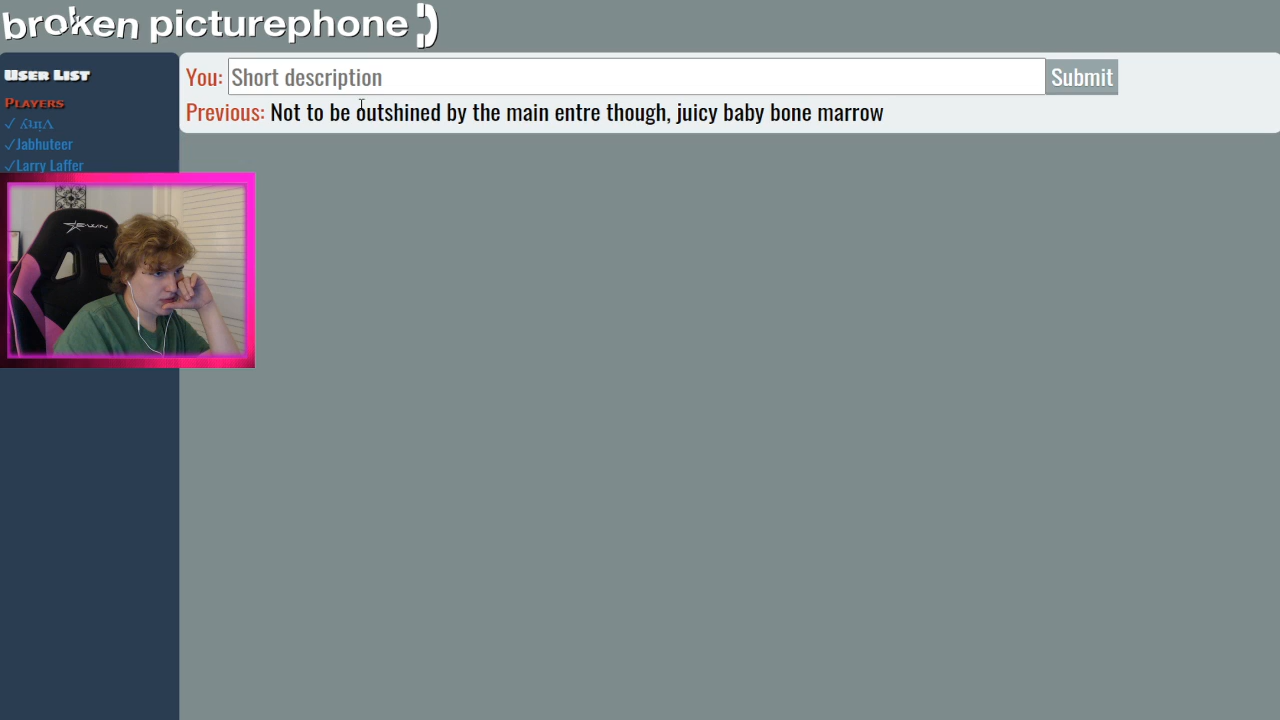 broken picturephone
User List
Players
✓ ʎʇuᴉΛ
✓Jabhuteer
✓Larry Laffer
You: Short description Submit
Previous: Not to be outshined by the main entre though, juicy baby bone marrow